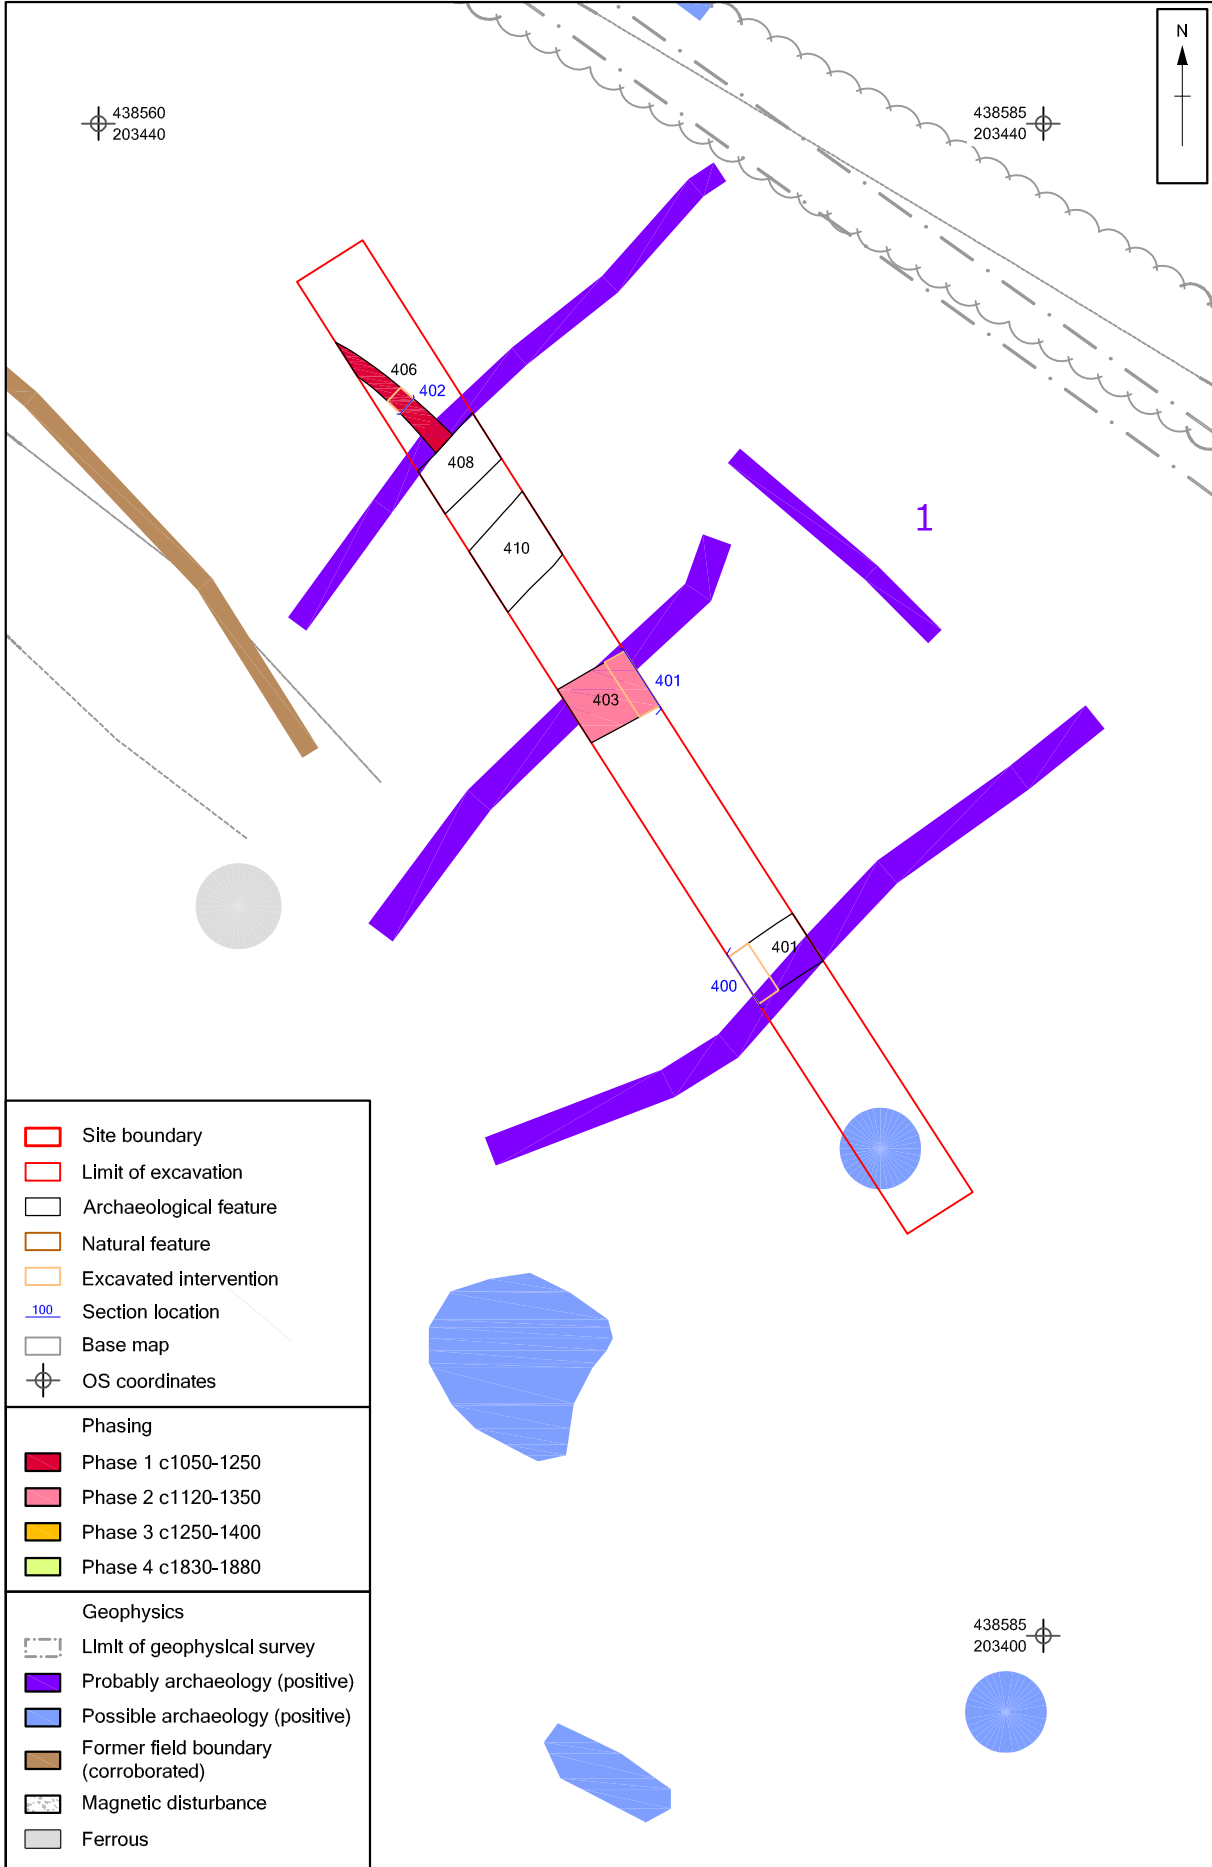 N
438560
203440
438585
203440
406
402
408
1
410
401
403
401
400
Site boundary
Limit of excavation
Archaeological feature
Natural feature
Excavated intervention
100 Section location
Base map
OS coordinates
Phasing
Phase 1 c1050-1250
Phase 2 c1120-1350
Phase 3 c1250-1400
Phase 4 c1830-1880
Geophysics
Limit of geophysical survey
Probably archaeology (positive)
Possible archaeology (positive)
Former field boundary
(corroborated)
Magnetic disturbance
Ferrous
438585
203400